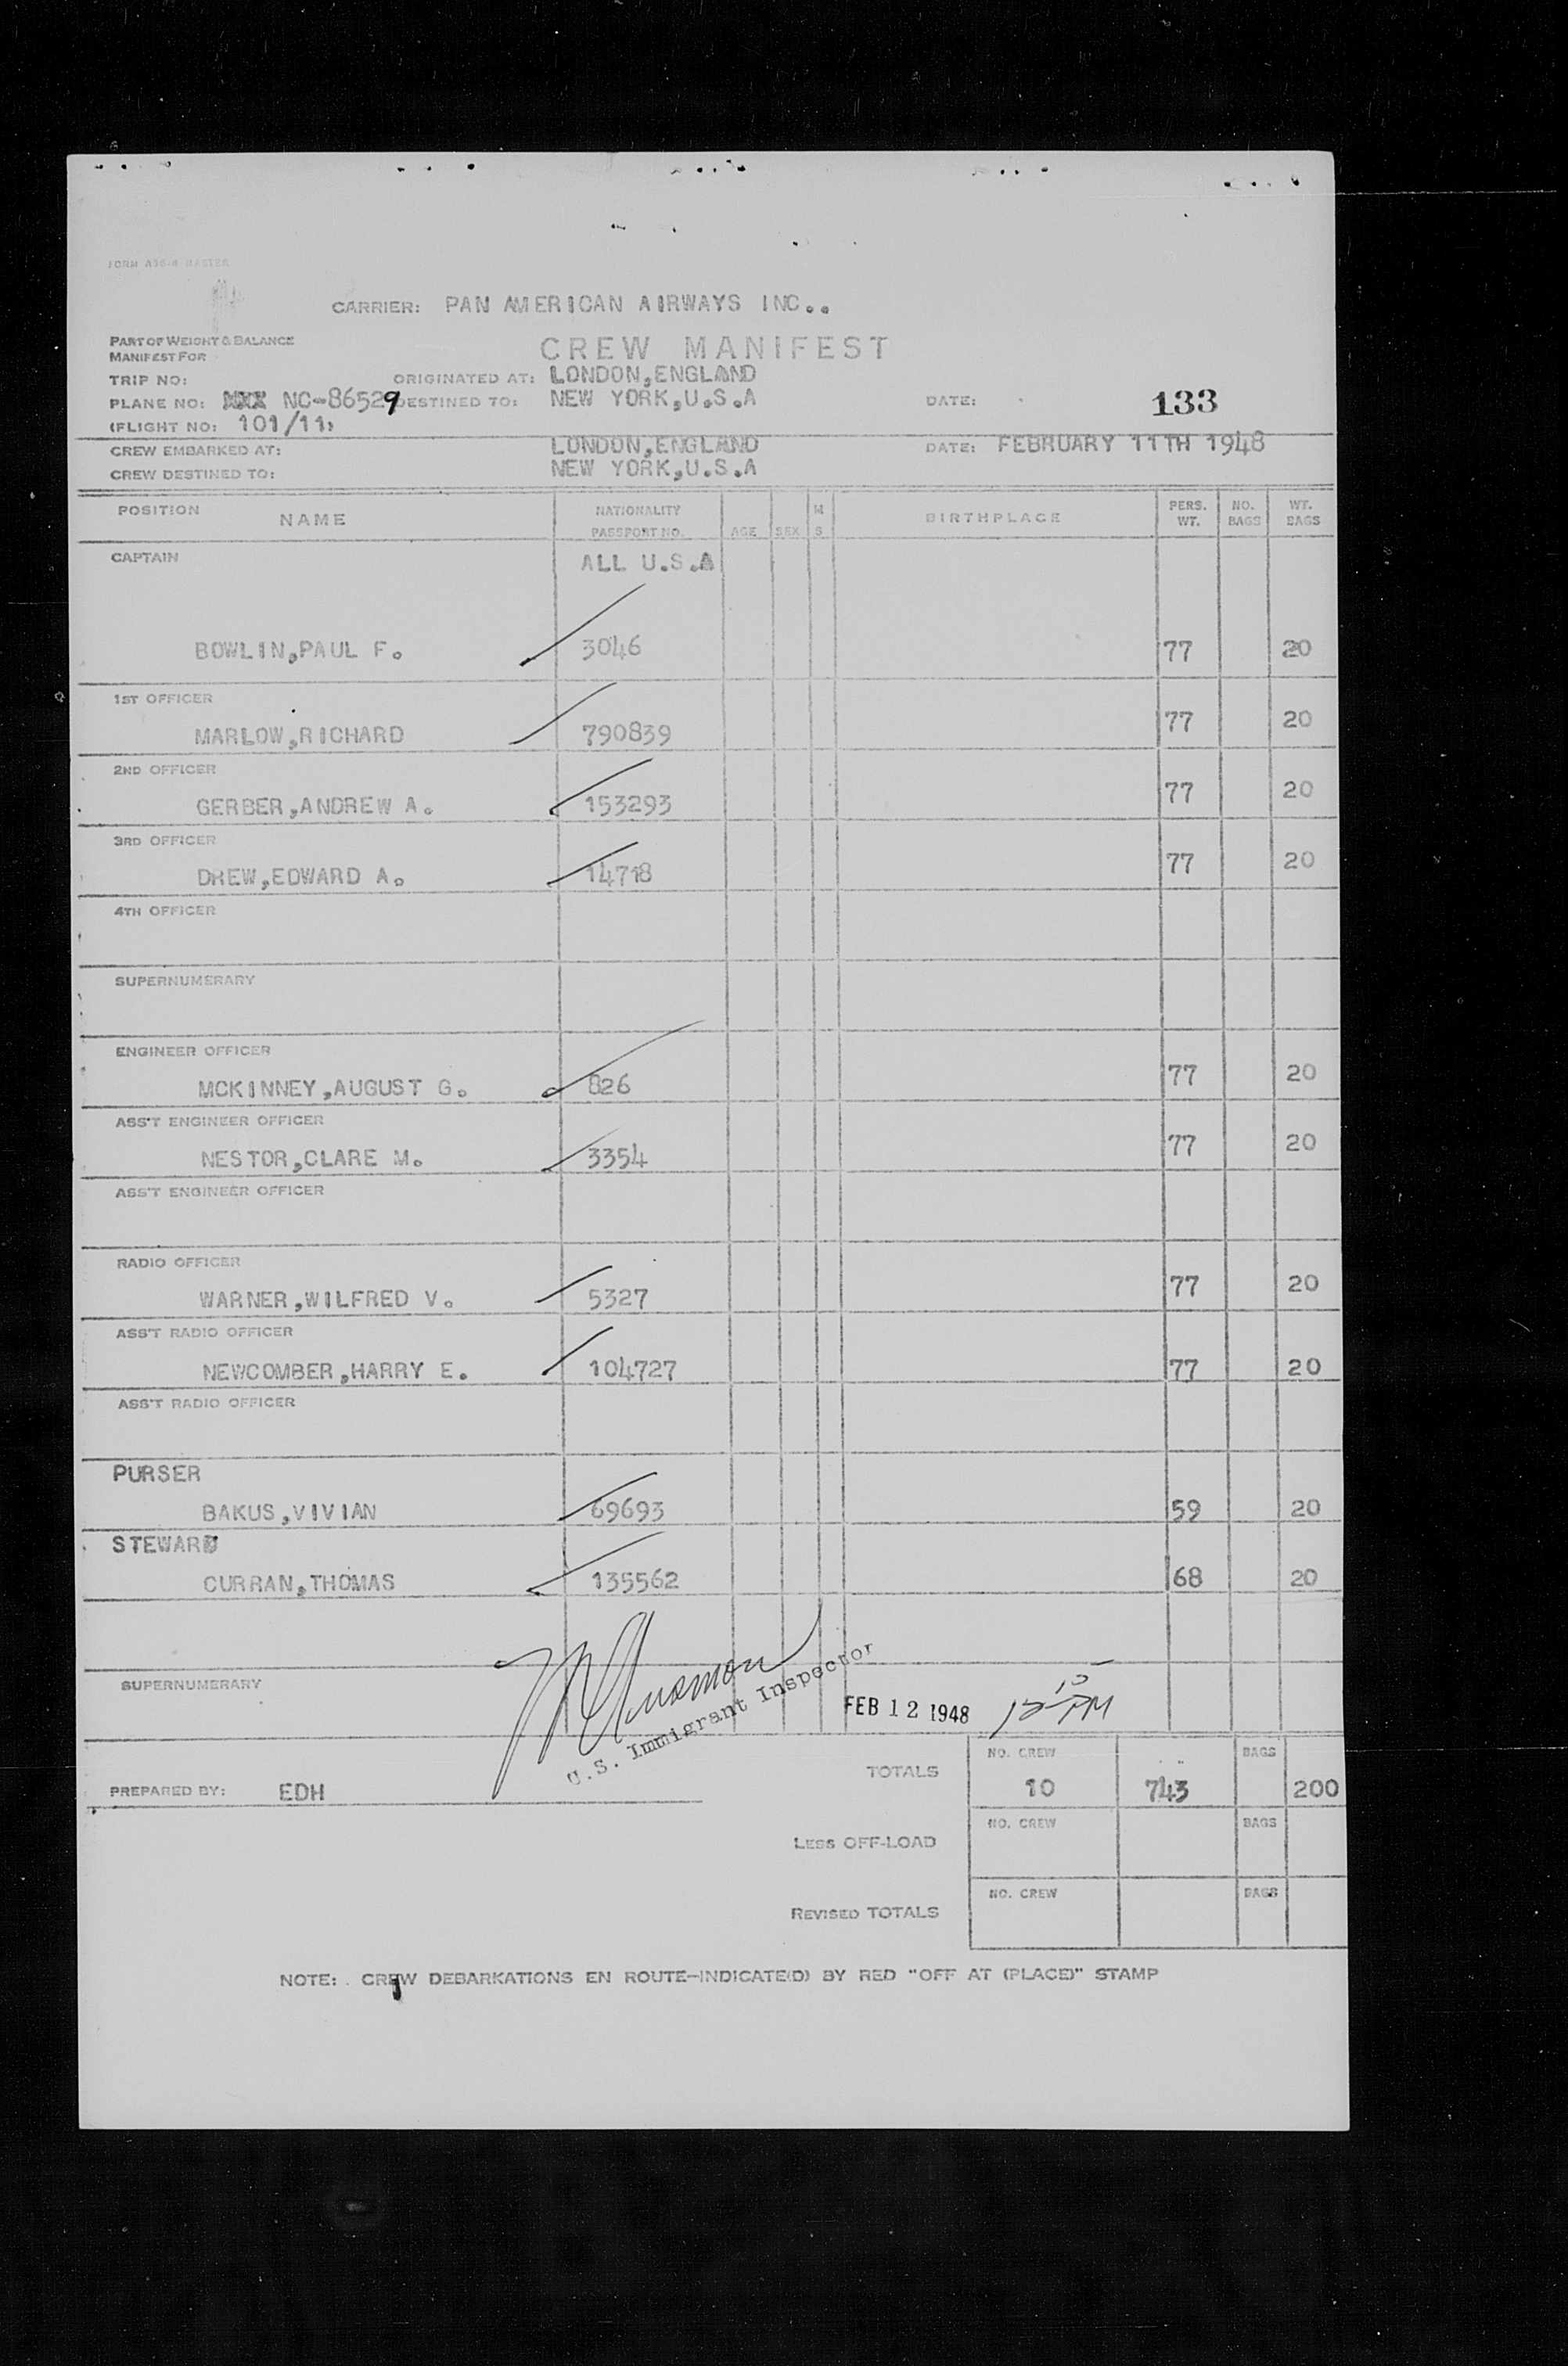 FORM A30-A MASTER
CARRIER: PAN AMERICAN AIRWAYS INC..
PART OF WEIGHT & BALANCE
MANIFEST FOR
CREW MANIFEST
TRIP NO: ORIGINATED AT: LONDON,ENGLAND
PLANE NO: NC-86529 DESTINED TO: NEW YORK,U.S.A DATE: 133
(FLIGHT NO: 101/11)
CREW EMBARKED AT: LONDON,ENGLAND DATE: FEBRUARY 11TH 1948
CREW DESTINED TO: NEW YORK,U.S.A
POSITION NAME NATIONALITY PASSPORT NO. AGE SEX M S BIRTHPLACE PERS. WT. NO. BAGS WT. BAGS
CAPTAIN ALL U.S.A
BOWLIN,PAUL F. 3046 77 20
1ST OFFICER
MARLOW,RICHARD 790839 77 20
2ND OFFICER
GERBER,ANDREW A. 153293 77 20
3RD OFFICER
DREW,EDWARD A. 14718 77 20
4TH OFFICER
SUPERNUMERARY
ENGINEER OFFICER
MCKINNEY,AUGUST G. 826 77 20
ASS'T ENGINEER OFFICER
NESTOR,CLARE M. 3354 77 20
ASS'T ENGINEER OFFICER
RADIO OFFICER
WARNER,WILFRED V. 5327 77 20
ASS'T RADIO OFFICER
NEWCOMBER,HARRY E. 104727 77 20
ASS'T RADIO OFFICER
PURSER
BAKUS,VIVIAN 69693 59 20
STEWARD
CURRAN,THOMAS 135562 68 20
SUPERNUMERARY
U.S. Immigrant Inspector
FEB 12 1948 12 15 PM
PREPARED BY: EDH
TOTALS NO. CREW 10 743 BAGS 200
LESS OFF-LOAD NO. CREW BAGS
REVISED TOTALS NO. CREW BAGS
NOTE: CREW DEBARKATIONS EN ROUTE-INDICATE(D) BY RED "OFF AT (PLACE)" STAMP